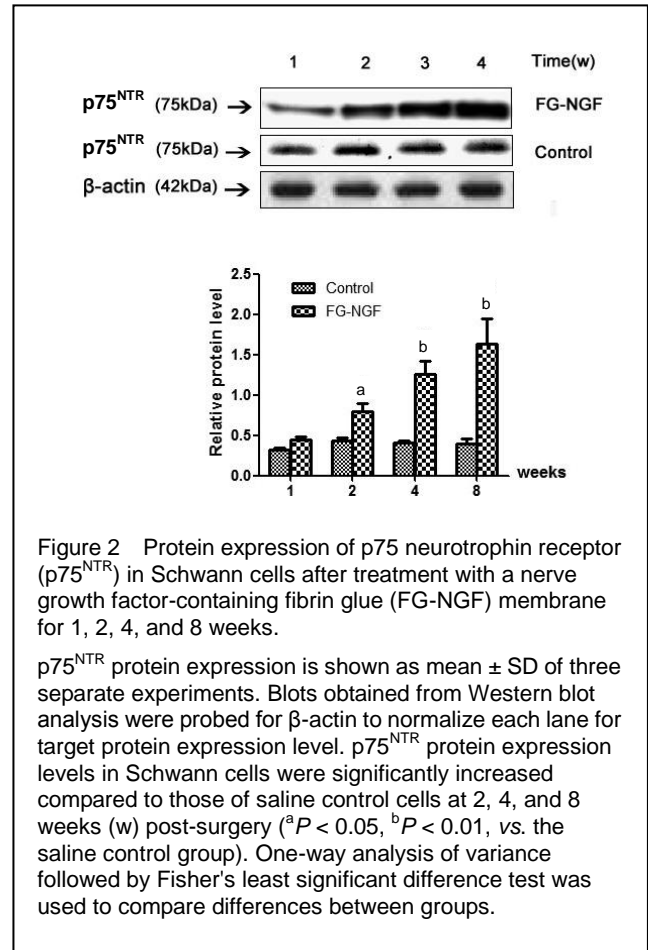 1 2 3 4 Time(w)
p75NTR (75kDa) → FG-NGF
p75NTR (75kDa) → Control
β-actin (42kDa) →
2.5
2.0
1.5
1.0
0.5
0.0
Relative protein level
Control
FG-NGF
a
b
b
1 2 4 8 weeks
Figure 2 Protein expression of p75 neurotrophin receptor
(p75NTR) in Schwann cells after treatment with a nerve
growth factor-containing fibrin glue (FG-NGF) membrane
for 1, 2, 4, and 8 weeks.
p75NTR protein expression is shown as mean ± SD of three
separate experiments. Blots obtained from Western blot
analysis were probed for β-actin to normalize each lane for
target protein expression level. p75NTR protein expression
levels in Schwann cells were significantly increased
compared to those of saline control cells at 2, 4, and 8
weeks (w) post-surgery (aP < 0.05, bP < 0.01, vs. the
saline control group). One-way analysis of variance
followed by Fisher's least significant difference test was
used to compare differences between groups.